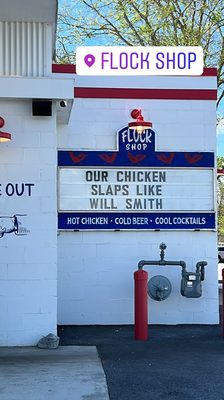 FLOCK SHOP
FLOCK
SHOP
OUR CHICKEN
SLAPS LIKE
WILL SMITH
HOT CHICKEN · COLD BEER · COOL COCKTAILS
E OUT